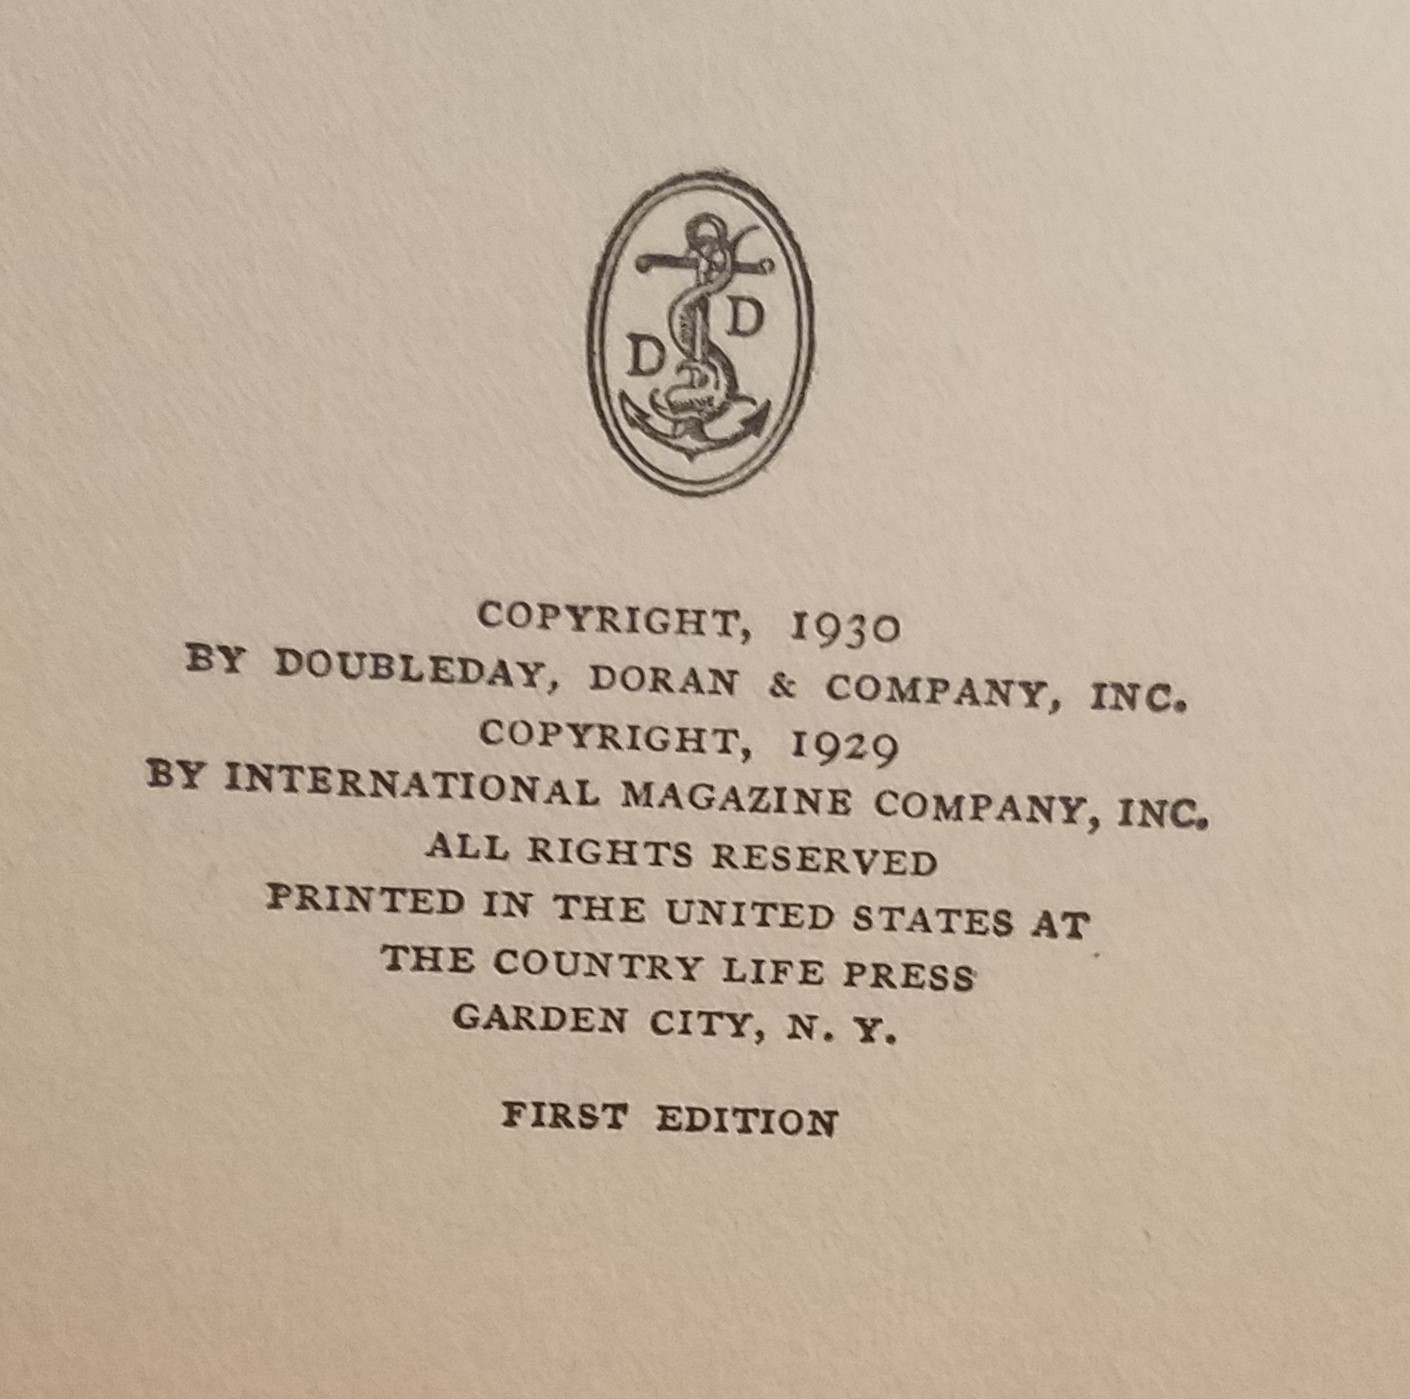 D D
COPYRIGHT, 1930
BY DOUBLEDAY, DORAN & COMPANY, INC.
COPYRIGHT, 1929
BY INTERNATIONAL MAGAZINE COMPANY, INC.
ALL RIGHTS RESERVED
PRINTED IN THE UNITED STATES AT
THE COUNTRY LIFE PRESS
GARDEN CITY, N. Y.
FIRST EDITION